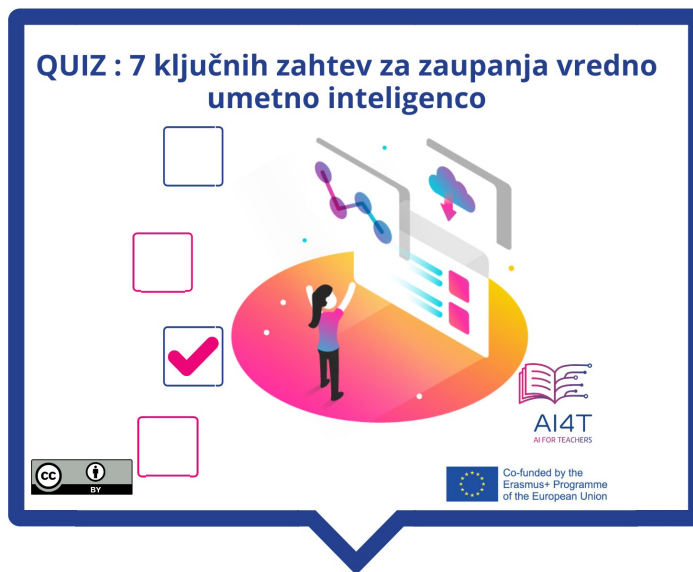 QUIZ : 7 ključnih zahtev za zaupanja vredno
umetno inteligenco
AI4T
AI FOR TEACHERS
cc
BY
Co-funded by the
Erasmus+ Programme
of the European Union